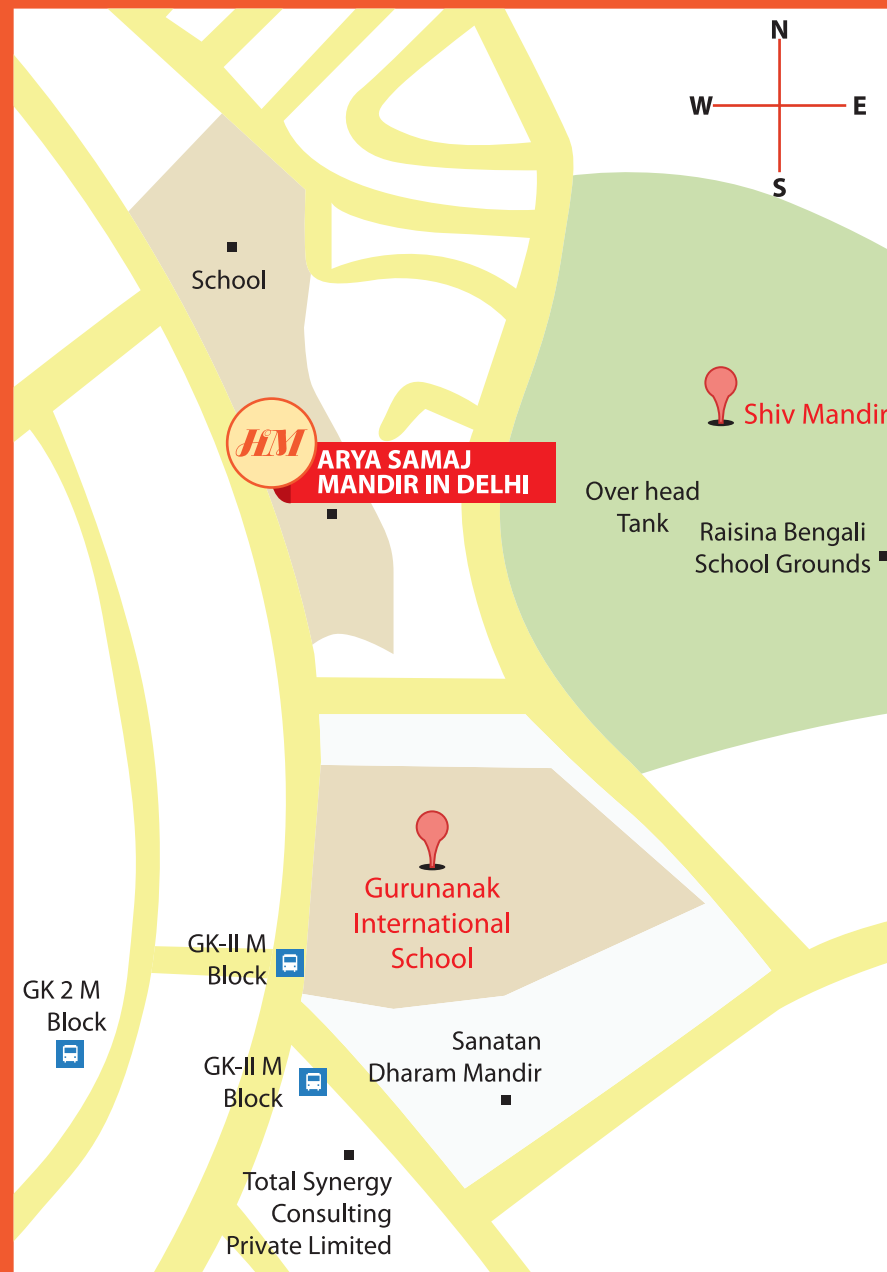 N
W
E
S
School
Shiv Mandir
HM
ARYA SAMAJ
MANDIR IN DELHI
Over head
Tank
Raisina Bengali
School Grounds
Gurunanak
International
School
GK-II M
Block
GK 2 M
Block
Sanatan
Dharam Mandir
GK-II M
Block
Total Synergy
Consulting
Private Limited